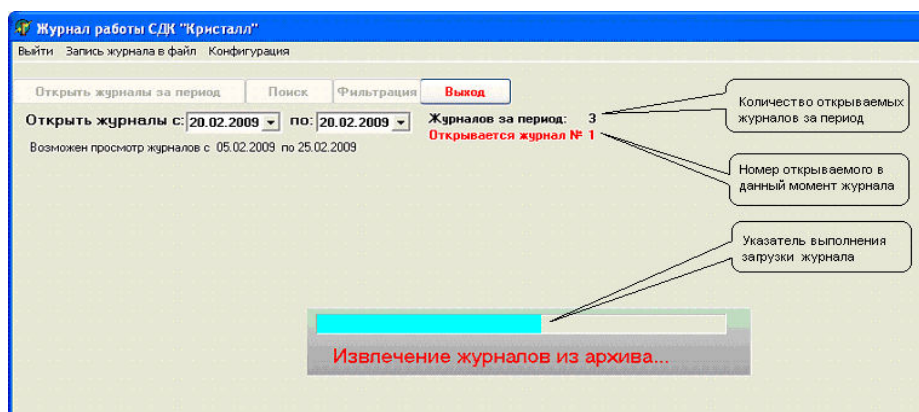 Журнал работы СДК "Кристалл"
Выйти Запись журнала в файл Конфигурация
Открыть журналы за период Поиск Фильтрация Выход
Открыть журналы с: 20.02.2009 по: 20.02.2009
Журналов за период: 3
Открывается журнал № 1
Возможен просмотр журналов с 05.02.2009 по 25.02.2009
Количество открываемых
журналов за период
Номер открываемого в
данный момент журнала
Указатель выполнения
загрузки журнала
Извлечение журналов из архива...